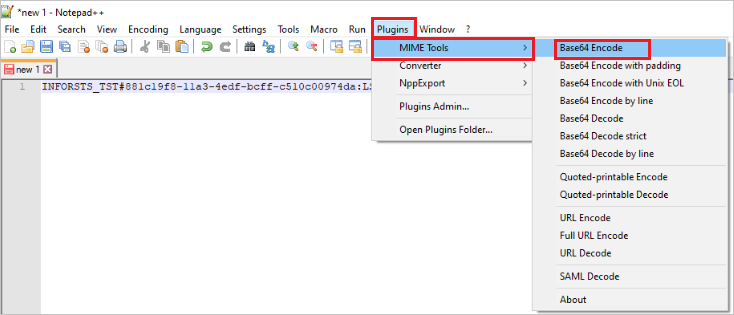 *new 1 - Notepad++
File Edit Search View Encoding Language Settings Tools Macro Run Plugins Window ?
new 1
1 INFORSTS_TST#881c19f8-11a3-4edf-bcff-c510c00974da:LS
MIME Tools
Converter
NppExport
Plugins Admin...
Open Plugins Folder...
Base64 Encode
Base64 Encode with padding
Base64 Encode with Unix EOL
Base64 Encode by line
Base64 Decode
Base64 Decode strict
Base64 Decode by line
Quoted-printable Encode
Quoted-printable Decode
URL Encode
Full URL Encode
URL Decode
SAML Decode
About